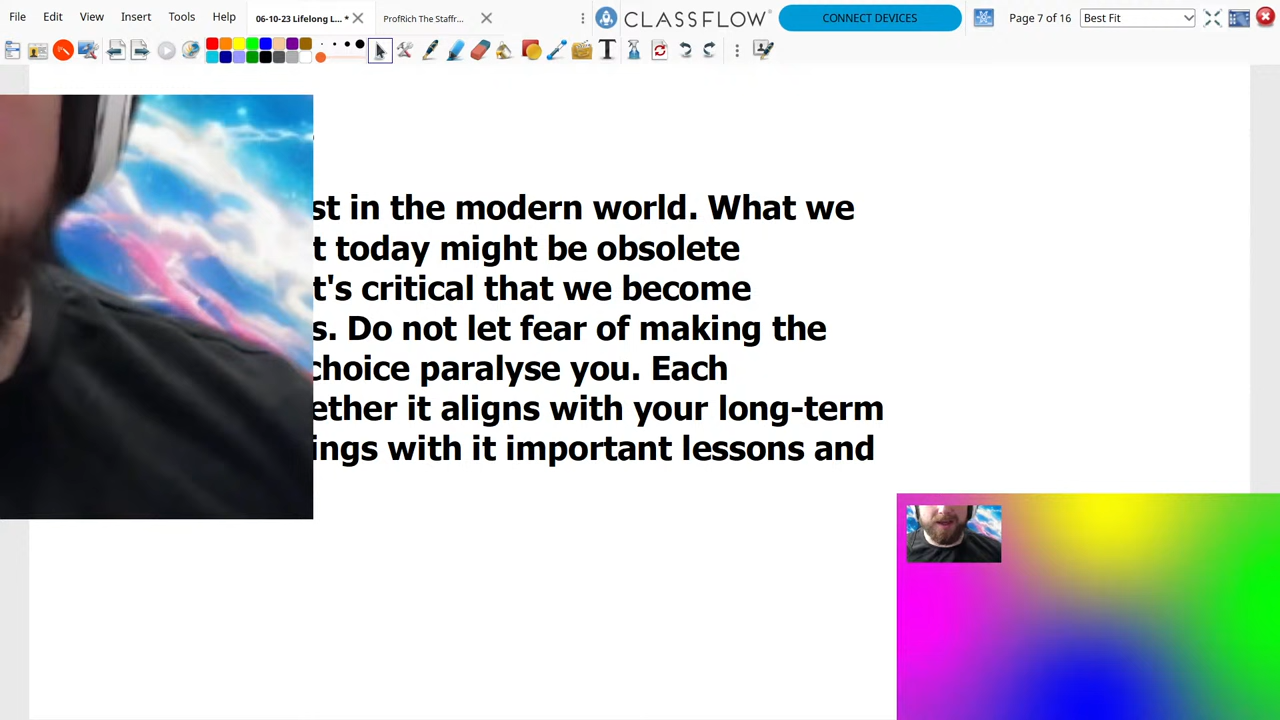 File Edit View Insert Tools Help 06-10-23 Lifelong L... * ProfRich The Staffr... CLASSFLOW CONNECT DEVICES Page 7 of 16 Best Fit
in the modern world. What we
today might be obsolete
critical that we become
Do not let fear of making the
choice paralyse you. Each
it aligns with your long-term
with it important lessons and